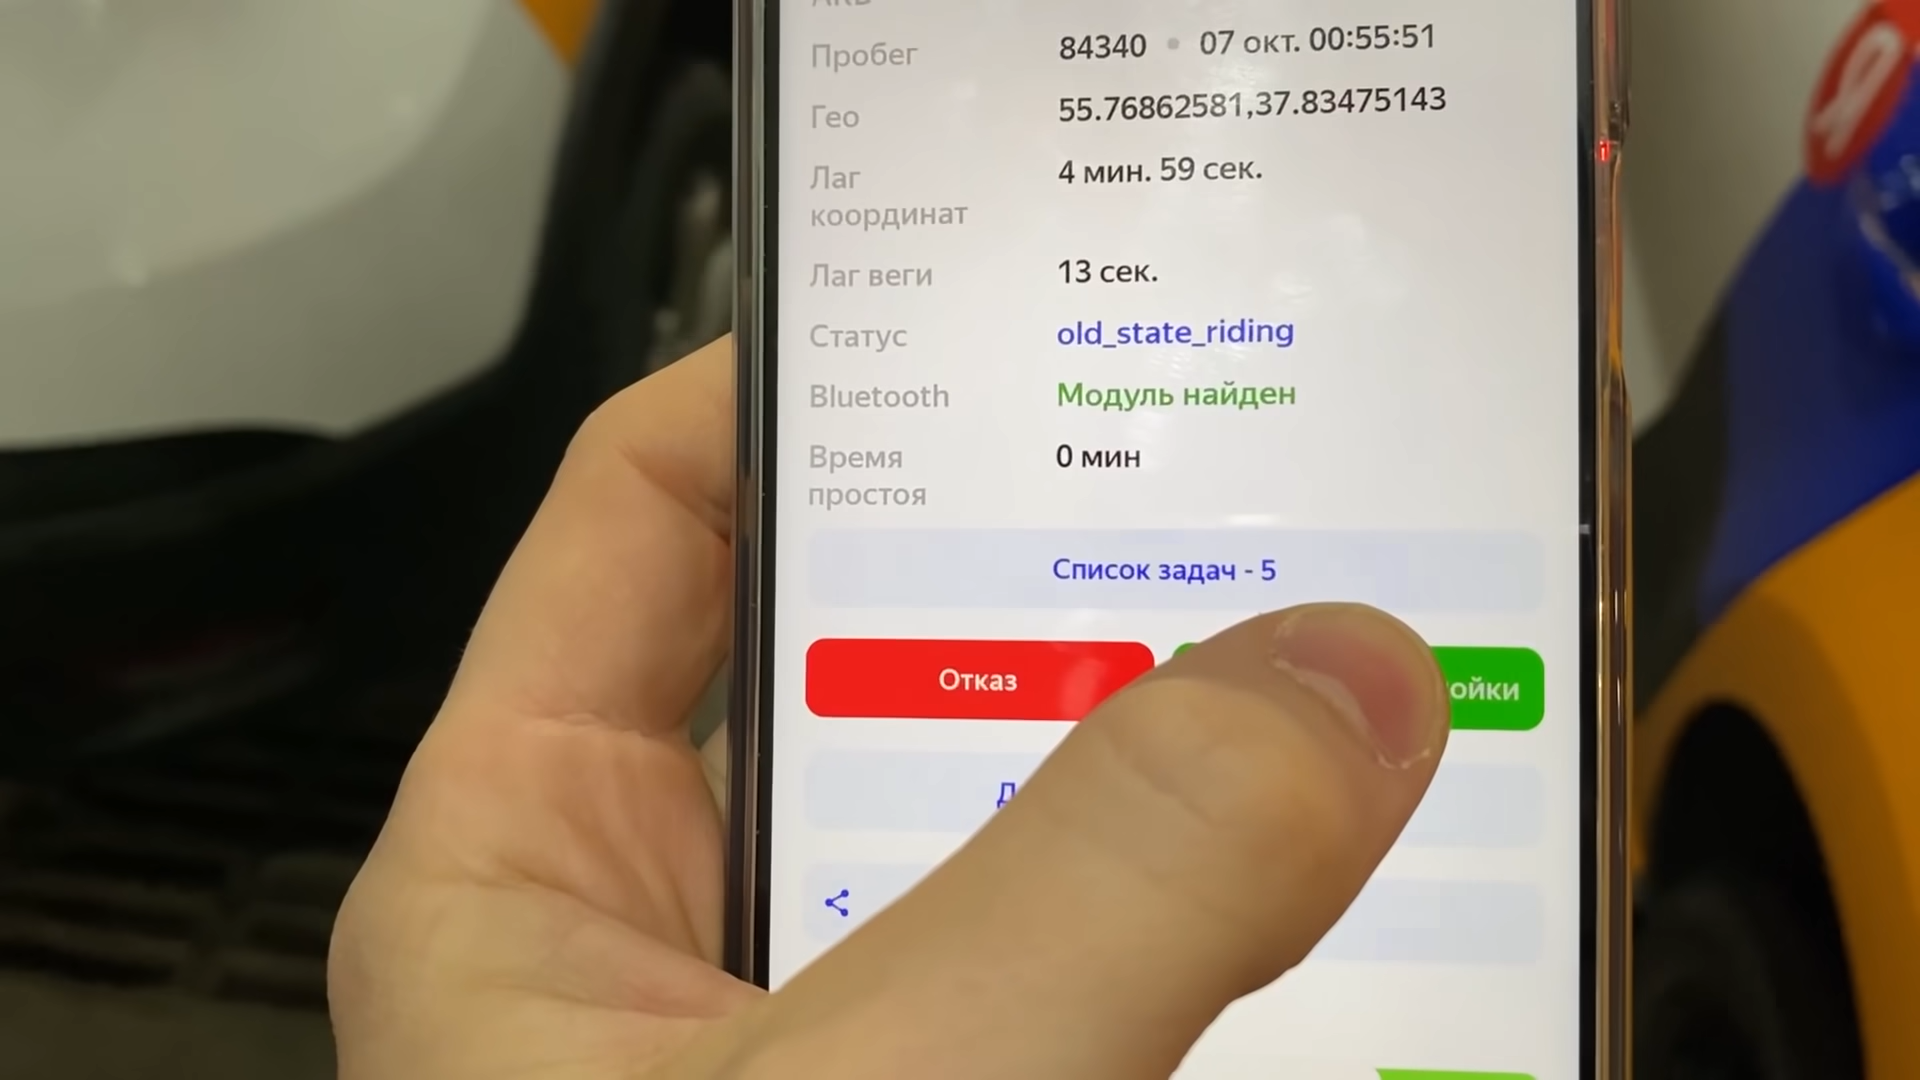 Пробег 84340 07 окт. 00:55:51
Гео 55.76862581,37.83475143
Лаг координат 4 мин. 59 сек.
Лаг веги 13 сек.
Статус old_state_riding
Bluetooth Модуль найден
Время простоя 0 мин
Список задач - 5
Отказ
Я